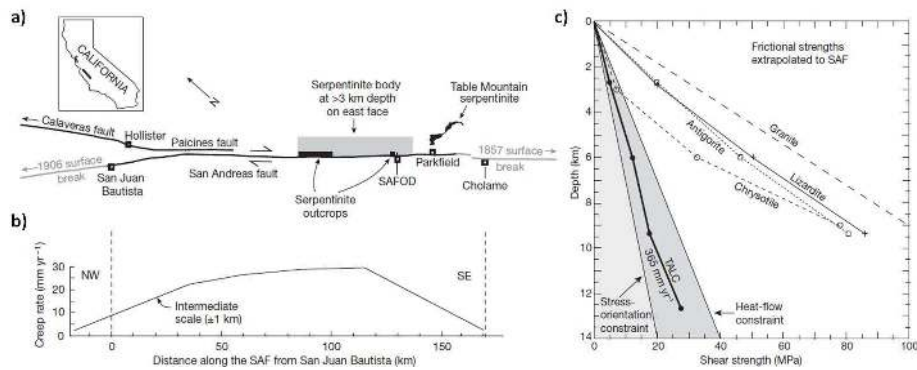 a)
CALIFORNIA
N
Serpentinite body
at >3 km depth
on east face
Table Mountain
serpentinite
Calaveras fault
Hollister
Paicines fault
1906 surface
break
San Juan
Bautista
San Andreas fault
Serpentinite
outcrops
SAFOD
Parkfield
1857 surface
break
Cholame
b)
Creep rate (mm yr⁻¹)
30
20
10
0
NW
SE
Intermediate
scale (±1 km)
0
50
100
150
Distance along the SAF from San Juan Bautista (km)
c)
Depth (km)
0
2
4
6
8
10
12
14
Frictional strengths
extrapolated to SAF
Granite
Antigorite
Lizardite
Chrysotile
TALC
365 mm yr⁻¹
Stress-
orientation
constraint
Heat-flow
constraint
0
20
40
60
80
100
Shear strength (MPa)